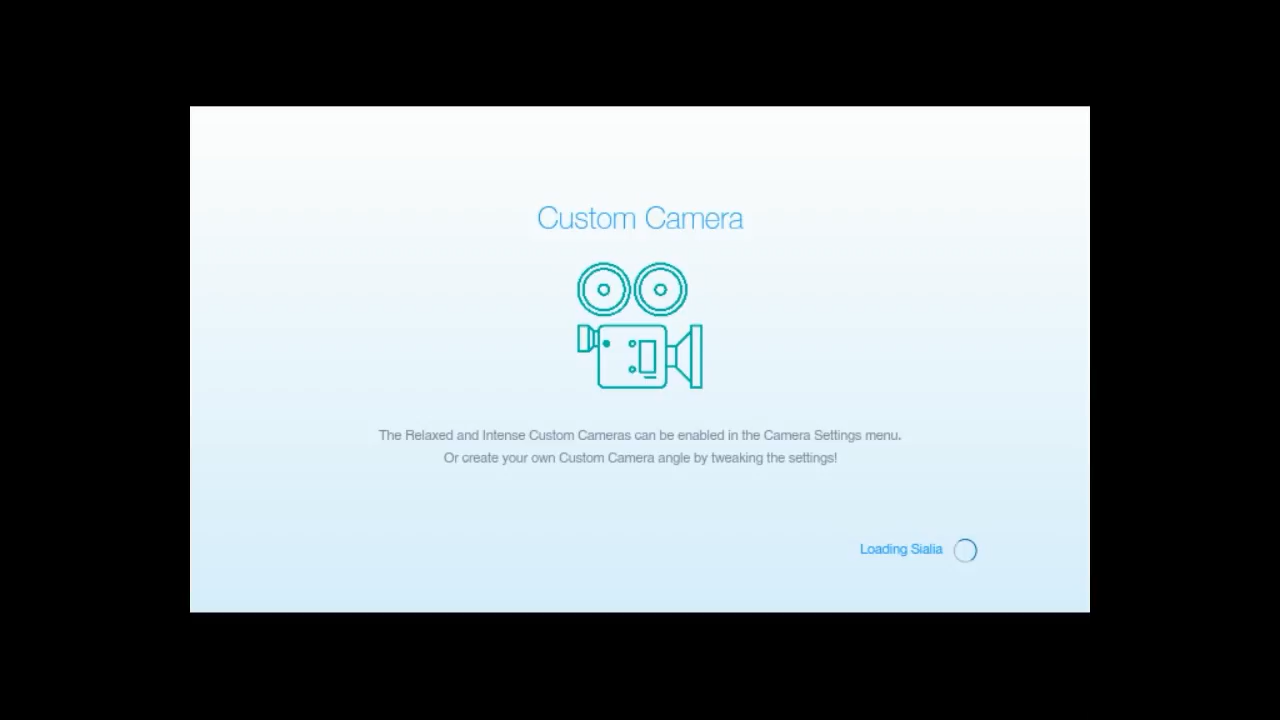 Custom Camera
The Relaxed and Intense Custom Cameras can be enabled in the Camera Settings menu.
Or create your own Custom Camera angle by tweaking the settings!
Loading Sialia